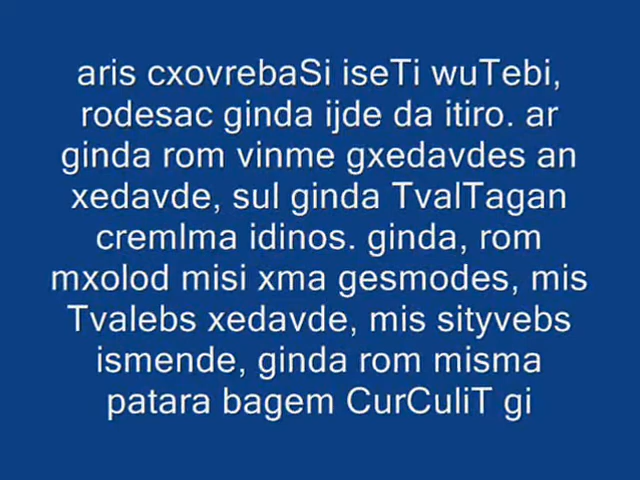 aris cxovrebaSi iseTi wuTebi,
rodesac ginda ijde da itiro. ar
ginda rom vinme gxedavdes an
xedavde, sul ginda TvalTagan
cremlma idinos. ginda, rom
mxolod misi xma gesmodes, mis
Tvalebs xedavde, mis sityvebs
ismende, ginda rom misma
patara bagem CurCuliT gi